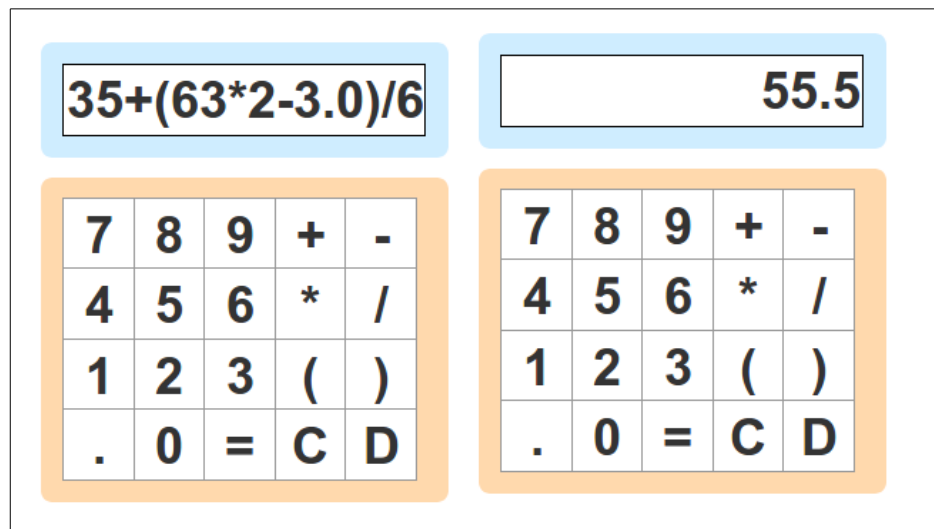 35+(63*2-3.0)/6
7 8 9 + -
4 5 6 * /
1 2 3 ( )
. 0 = C D
55.5
7 8 9 + -
4 5 6 * /
1 2 3 ( )
. 0 = C D